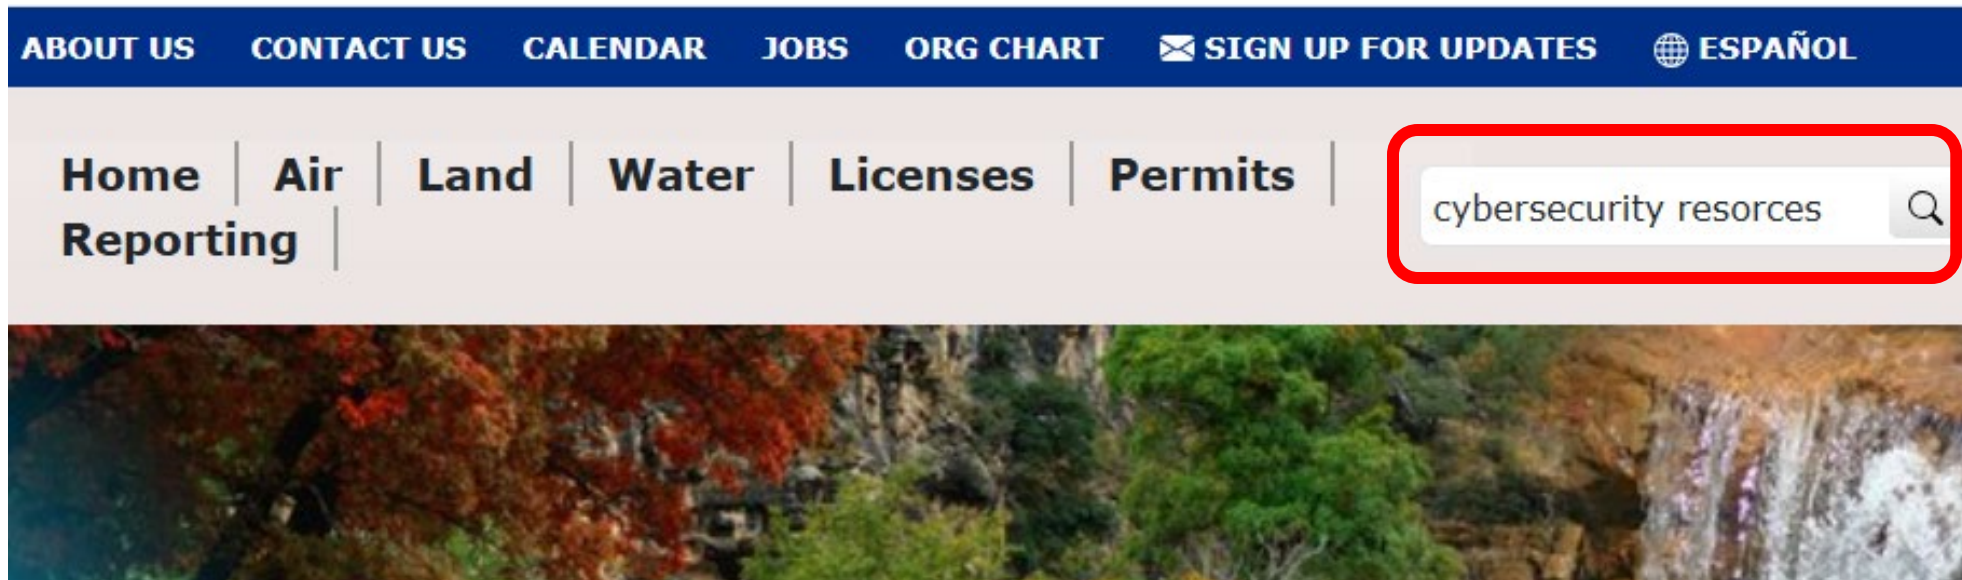 ABOUT US CONTACT US CALENDAR JOBS ORG CHART SIGN UP FOR UPDATES ESPAÑOL
Home Air Land Water Licenses Permits
cybersecurity resorces
Reporting